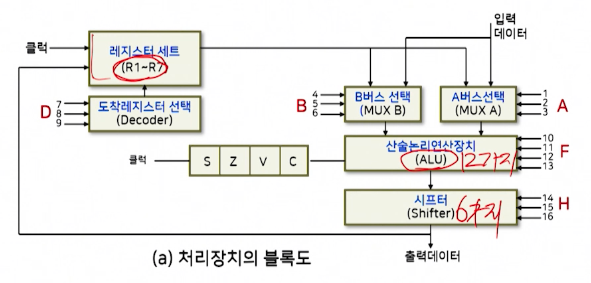 입력
데이터
클럭
레지스터 세트
(R1~R7)
B버스 선택
(MUX B)
A버스선택
(MUX A)
4
5
6
B
1
2
3
A
D
7
8
9
도착레지스터 선택
(Decoder)
클럭
S Z V C
산술논리연산장치
(ALU) 12가지
10
11
12
13
F
시프터
(Shifter) 6가지
14
15
16
H
출력데이터
(a) 처리장치의 블록도